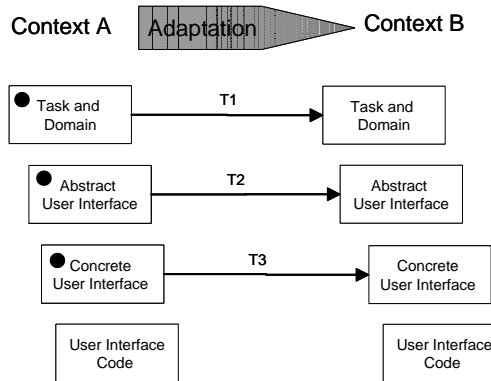 Context A
Adaptation
Context B
Task and
Domain
T1
Task and
Domain
Abstract
User Interface
T2
Abstract
User Interface
Concrete
User Interface
T3
Concrete
User Interface
User Interface
Code
User Interface
Code